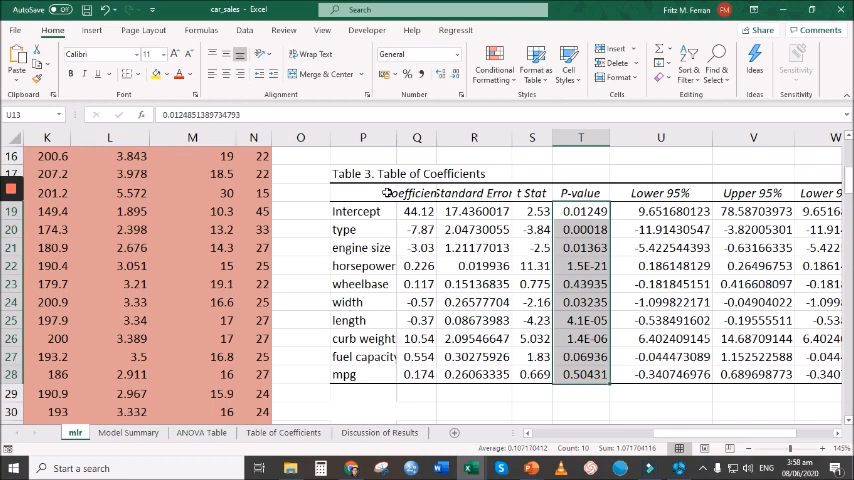 AutoSave Off car_sales - Excel Search Fritz M. Ferran FM
File Home Insert Page Layout Formulas Data Review View Developer Help Regressit Share Comments
Calibri 11 Wrap Text General Insert
Paste B I U Merge & Center % Conditional Formatting Format as Table Cell Styles Delete Format Sort & Filter Find & Select Ideas Sensitivity
Clipboard Font Alignment Number Styles Cells Editing Ideas Sensitivity
U13 fx 0.0124851389734793
K L M N O P Q R S T U V W
16 200.6 3.843 19 22
17 207.2 3.978 18.5 22 Table 3. Table of Coefficients
201.2 5.572 30 15 Coefficien Standard Error t Stat P-value Lower 95% Upper 95% Lower 9
19 149.4 1.895 10.3 45 Intercept 44.12 17.4360017 2.53 0.01249 9.651680123 78.58703973 9.6516
20 174.3 2.398 13.2 33 type -7.87 2.04730055 -3.84 0.00018 -11.91430547 -3.82005301 -11.91
21 180.9 2.676 14.3 27 engine size -3.03 1.21177013 -2.5 0.01363 -5.422544393 -0.63166335 -5.422
22 190.4 3.051 15 25 horsepower 0.226 0.019936 11.31 1.5E-21 0.186148129 0.26496753 0.1861
23 179.7 3.21 19.1 22 wheelbase 0.117 0.15136835 0.775 0.43935 -0.181845151 0.416608097 -0.181
24 200.9 3.33 16.6 25 width -0.57 0.26577704 -2.16 0.03235 -1.099822171 -0.04904022 -1.099
25 197.9 3.34 17 27 length -0.37 0.08673983 -4.23 4.1E-05 -0.538491602 -0.19555511 -0.538
26 200 3.389 17 27 curb weight 10.54 2.09546647 5.032 1.4E-06 6.402409145 14.68709144 6.4024
27 193.2 3.5 16.8 27 fuel capacity 0.554 0.30275926 1.83 0.06936 -0.044473089 1.152522588 -0.044
28 186 2.911 16 27 mpg 0.174 0.26063335 0.669 0.50431 -0.340746976 0.689698773 -0.340
29 190.9 2.967 15.9 24
30 193 3.332 16 24
mlr Model Summary ANOVA Table Table of Coefficients Discussion of Results
Average: 0.107170412 Count: 10 Sum: 1.071704116 145%
Start a search ENG 3:58 am
08/06/2020